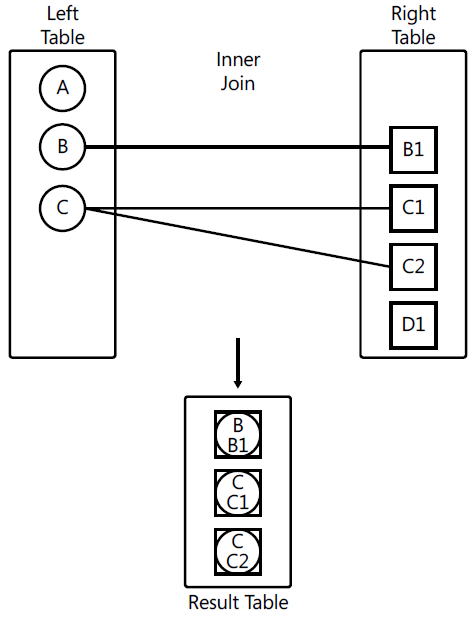 Left
Table
Right
Table
Inner
Join
A
B
C
B1
C1
C2
D1
B
B1
C
C1
C
C2
Result Table